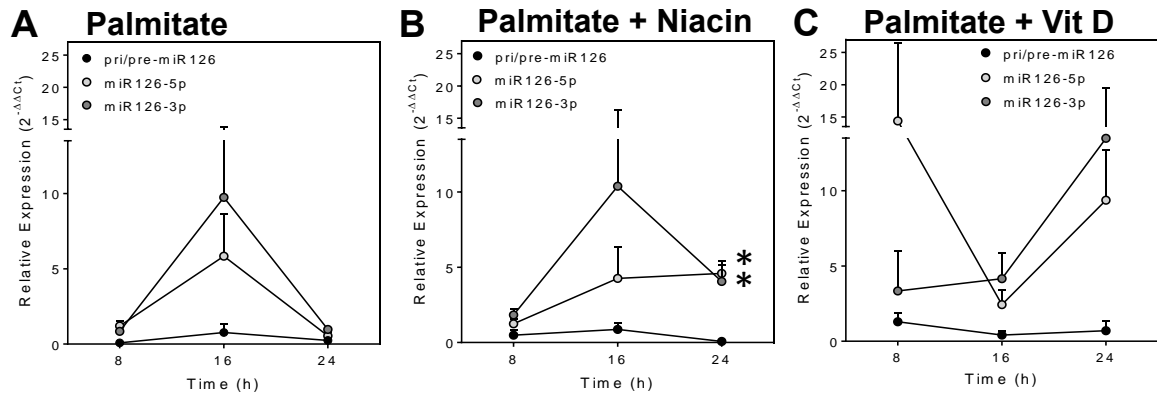 A Palmitate
Relative Expression (2^-ΔΔCt)
25
20
15
10
5
0
pri/pre-miR126
miR126-5p
miR126-3p
8 16 24
Time (h)
B Palmitate + Niacin
Relative Expression (2^-ΔΔCt)
25
20
15
10
5
0
pri/pre-miR126
miR126-5p
miR126-3p
*
*
8 16 24
Time (h)
C Palmitate + Vit D
Relative Expression (2^-ΔΔCt)
25
20
15
10
5
0
pri/pre-miR126
miR126-5p
miR126-3p
8 16 24
Time (h)